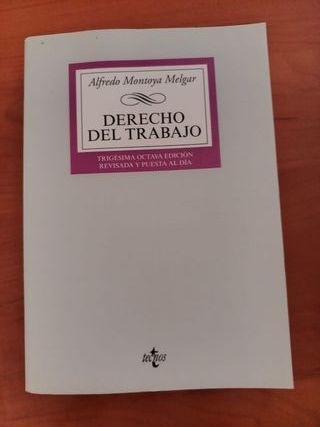 Alfredo Montoya Melgar
DERECHO
DEL TRABAJO
TRIGÉSIMA OCTAVA EDICIÓN
REVISADA Y PUESTA AL DÍA
tecnos